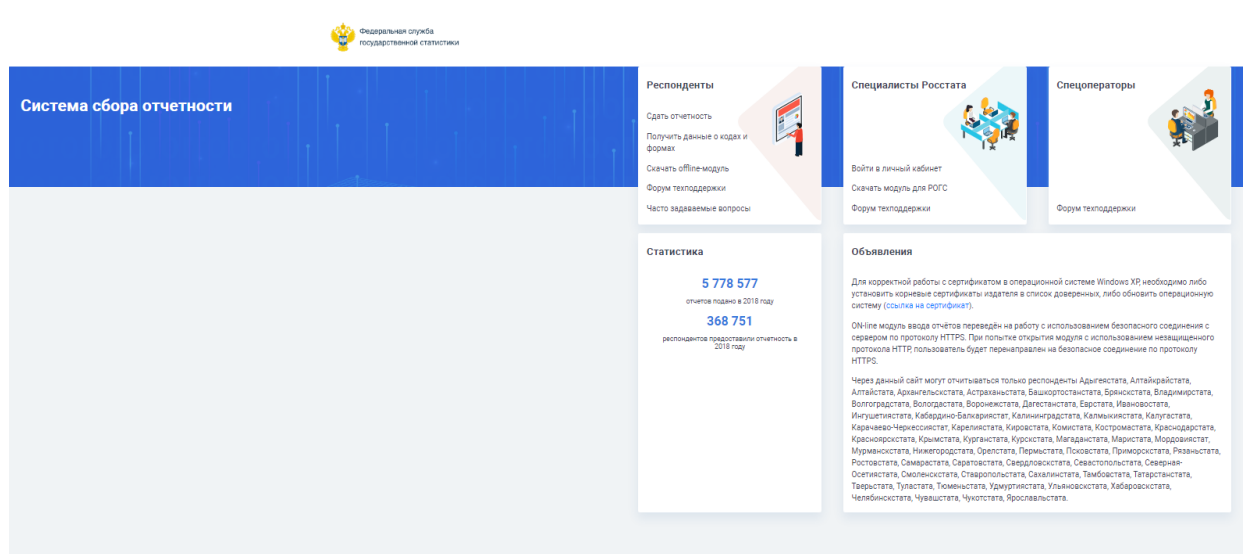 Федеральная служба
государственной статистики
Система сбора отчетности
Респонденты
Сдать отчетность
Получить данные о кодах и
формах
Скачать offline-модуль
Форум техподдержки
Часто задаваемые вопросы
Специалисты Росстата
Войти в личный кабинет
Скачать модуль для РОГС
Форум техподдержки
Спецоператоры
Форум техподдержки
Статистика
5 778 577
отчетов подано в 2018 году
368 751
респондентов предоставили отчетность в
2018 году
Объявления
Для корректной работы с сертификатом в операционной системе Windows XP, необходимо либо
установить корневые сертификаты издателя в список доверенных, либо обновить операционную
систему (ссылка на сертификат).
ON-line модуль ввода отчётов переведён на работу с использованием безопасного соединения с
сервером по протоколу HTTPS. При попытке открытия модуля с использованием незащищенного
протокола HTTP, пользователь будет перенаправлен на безопасное соединение по протоколу
HTTPS.
Через данный сайт могут отчитываться только респонденты Адыгеястата, Алтайкрайстата,
Алтайстата, Архангельскстата, Астраханьстата, Башкортостанстата, Брянскстата, Владимирстата,
Волгоградстата, Вологдастата, Воронежстата, Дагестанстата, Еврстата, Ивановостата,
Ингушетиястата, Кабардино-Балкариястат, Калининградстата, Калмыкиястата, Калугастата,
Карачаево-Черкессиястат, Карелиястата, Кировстата, Комистата, Костромастата, Краснодарстата,
Красноярскстата, Крымстата, Курганстата, Курскстата, Магаданстата, Маристата, Мордовиястат,
Мурманскстата, Нижегородстата, Орелстата, Пермьстата, Псковстата, Приморскстата, Рязаньстата,
Ростовстата, Самарастата, Саратовстата, Свердловскстата, Севастопольстата, Северная-
Осетиястата, Смоленскстата, Ставропольстата, Сахалинстата, Тамбовстата, Татарстанстата,
Тверьстата, Туластата, Тюменьстата, Удмуртиястата, Ульяновскстата, Хабаровскстата,
Челябинскстата, Чувашстата, Чукотстата, Ярославльстата.